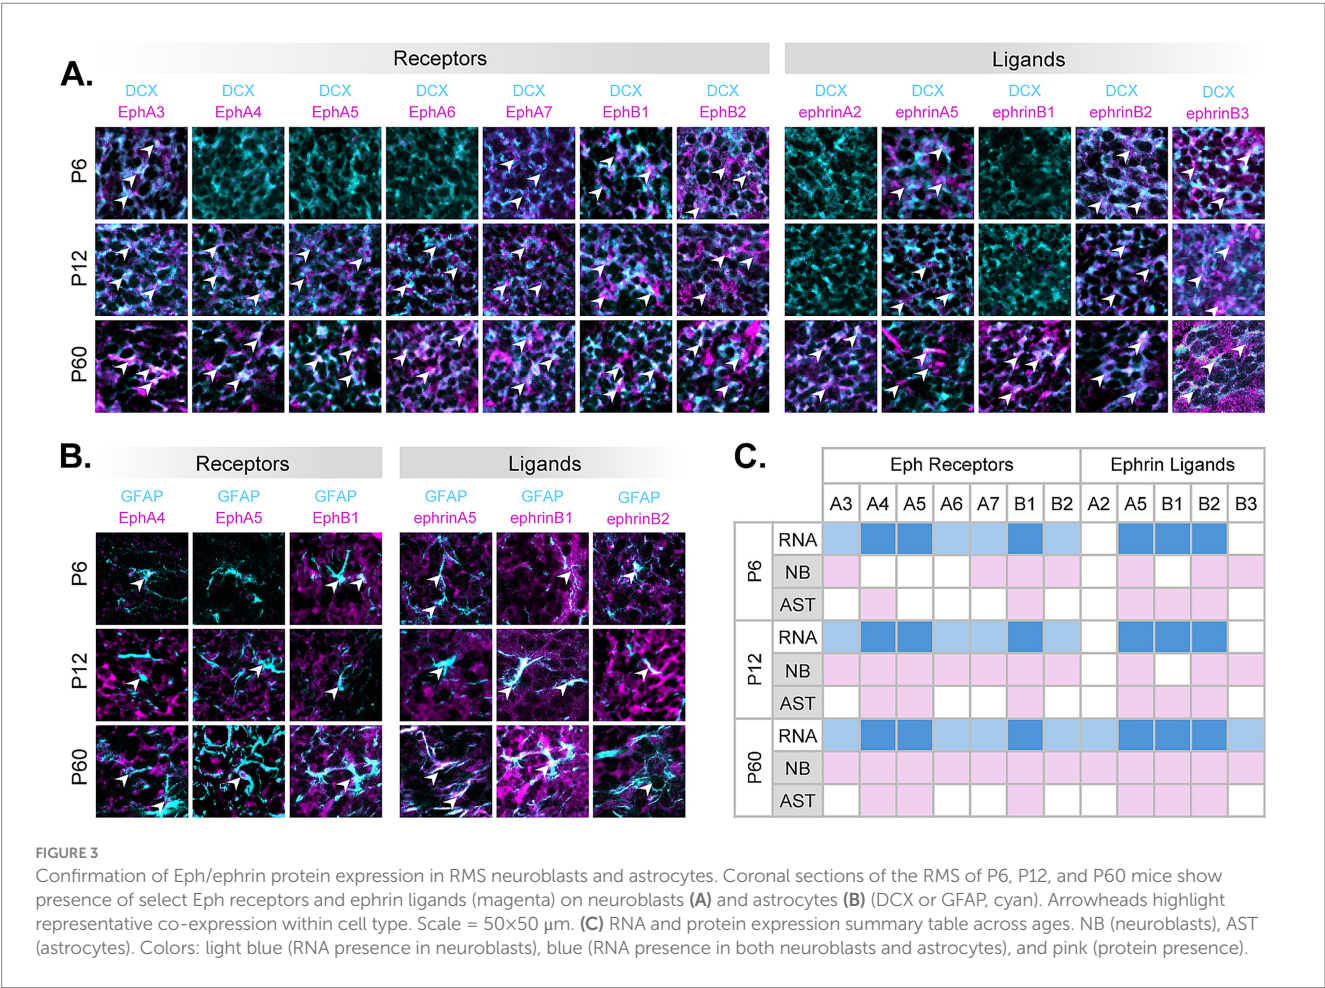 A.
Receptors
Ligands
DCX DCX DCX DCX DCX DCX DCX DCX DCX DCX DCX DCX
EphA3 EphA4 EphA5 EphA6 EphA7 EphB1 EphB2 ephrinA2 ephrinA5 ephrinB1 ephrinB2 ephrinB3
P6
P12
P60
B.
Receptors
Ligands
GFAP GFAP GFAP GFAP GFAP GFAP
EphA4 EphA5 EphB1 ephrinA5 ephrinB1 ephrinB2
P6
P12
P60
C.
Eph Receptors Ephrin Ligands
A3 A4 A5 A6 A7 B1 B2 A2 A5 B1 B2 B3
P6
RNA
NB
AST
P12
RNA
NB
AST
P60
RNA
NB
AST
FIGURE 3
Confirmation of Eph/ephrin protein expression in RMS neuroblasts and astrocytes. Coronal sections of the RMS of P6, P12, and P60 mice show
presence of select Eph receptors and ephrin ligands (magenta) on neuroblasts (A) and astrocytes (B) (DCX or GFAP, cyan). Arrowheads highlight
representative co-expression within cell type. Scale = 50×50 μm. (C) RNA and protein expression summary table across ages. NB (neuroblasts), AST
(astrocytes). Colors: light blue (RNA presence in neuroblasts), blue (RNA presence in both neuroblasts and astrocytes), and pink (protein presence).